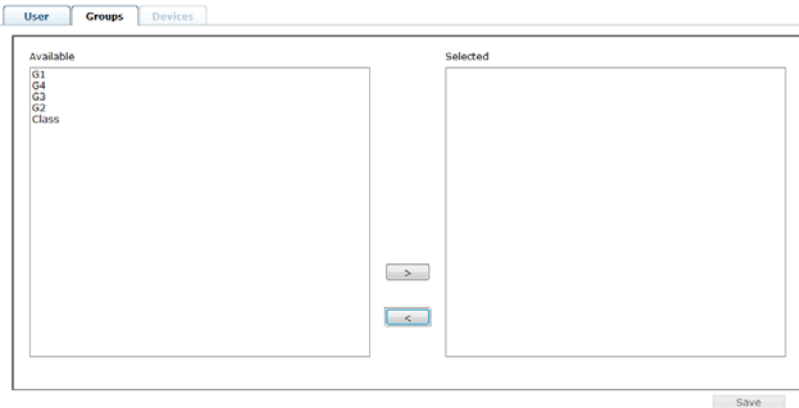 User Groups Devices
Available Selected
G1
G4
G3
G2
Class
>
<
Save